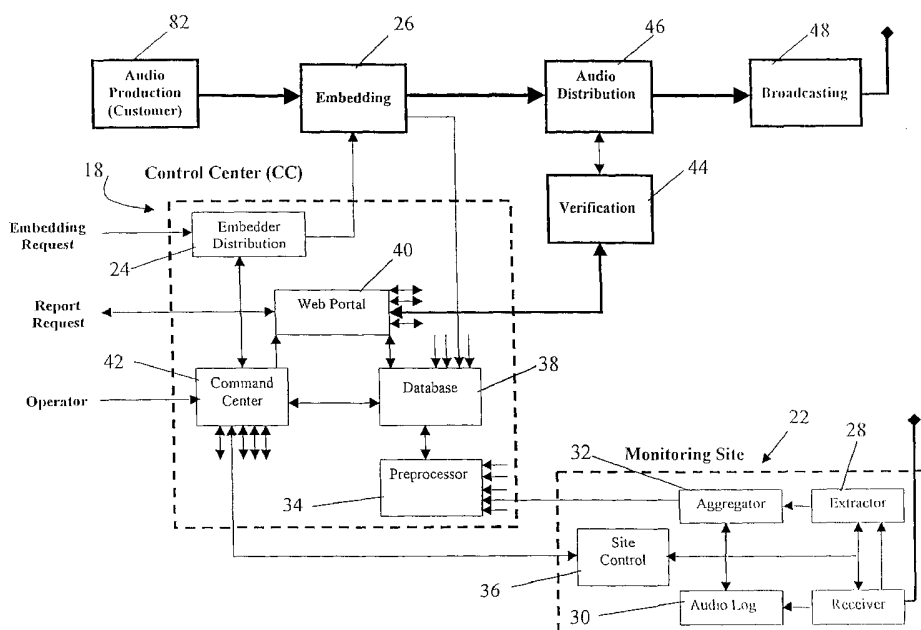 82
26
46
48
Audio
Production
(Customer)
Embedding
Audio
Distribution
Broadcasting
18
Control Center (CC)
44
Verification
Embedding
Request
Embedder
Distribution
24
40
Report
Request
Web Portal
42
Operator
Command
Center
Database
38
22
28
32
Monitoring Site
Preprocessor
34
Aggregator
Extractor
Site
Control
36
30
Audio Log
Receiver